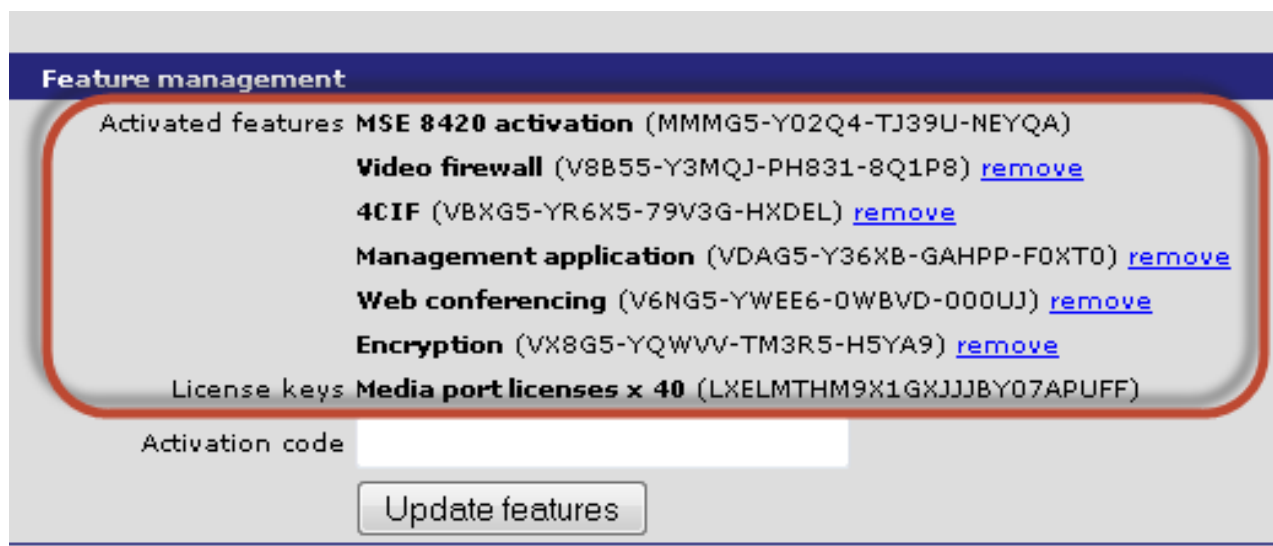 Feature management
Activated features MSE 8420 activation (MMMG5-Y02Q4-TJ39U-NEYQA)
Video firewall (V8B55-Y3MQJ-PH831-8Q1P8) remove
4CIF (VBXG5-YR6X5-79V3G-HXDEL) remove
Management application (VDAG5-Y36XB-GAHPP-F0XT0) remove
Web conferencing (V6NG5-YWEE6-0WBVD-000UJ) remove
Encryption (VX8G5-YQWVV-TM3R5-H5YA9) remove
License keys Media port licenses x 40 (LXELMTHM9X1GXJJJBY07APUFF)
Activation code
Update features